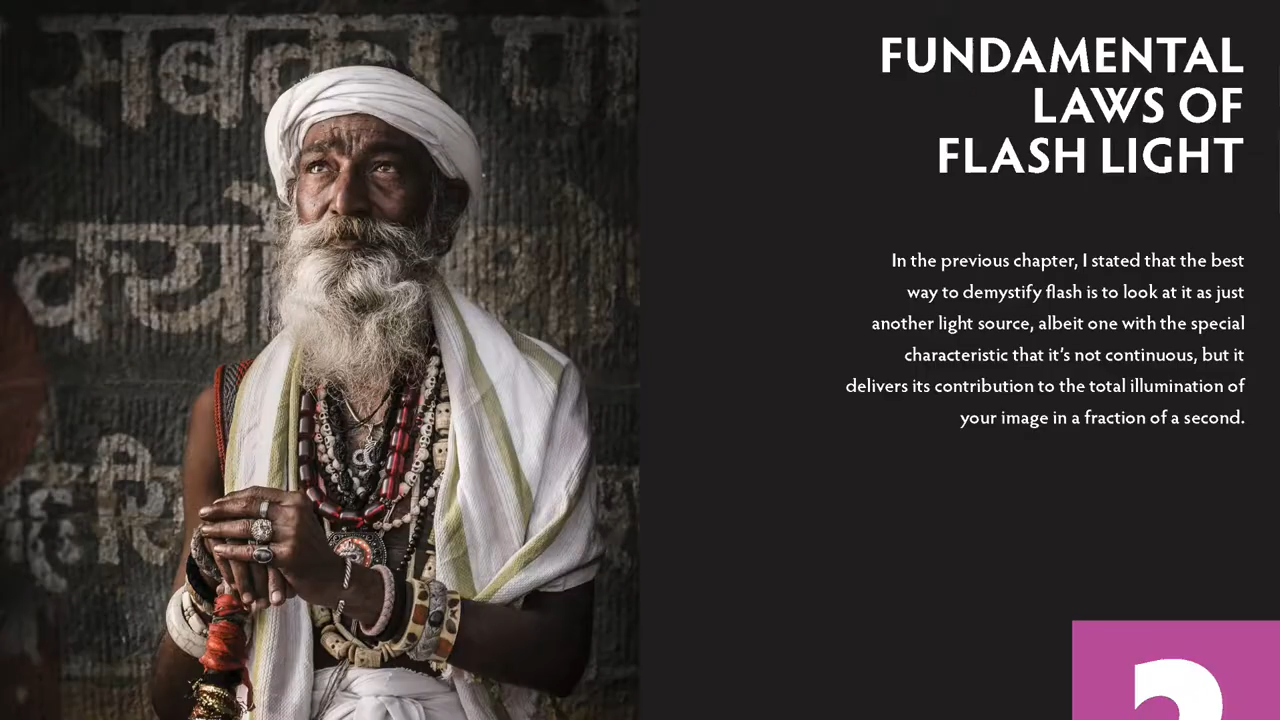 FUNDAMENTAL
LAWS OF
FLASH LIGHT
In the previous chapter, I stated that the best
way to demystify flash is to look at it as just
another light source, albeit one with the special
characteristic that it's not continuous, but it
delivers its contribution to the total illumination of
your image in a fraction of a second.